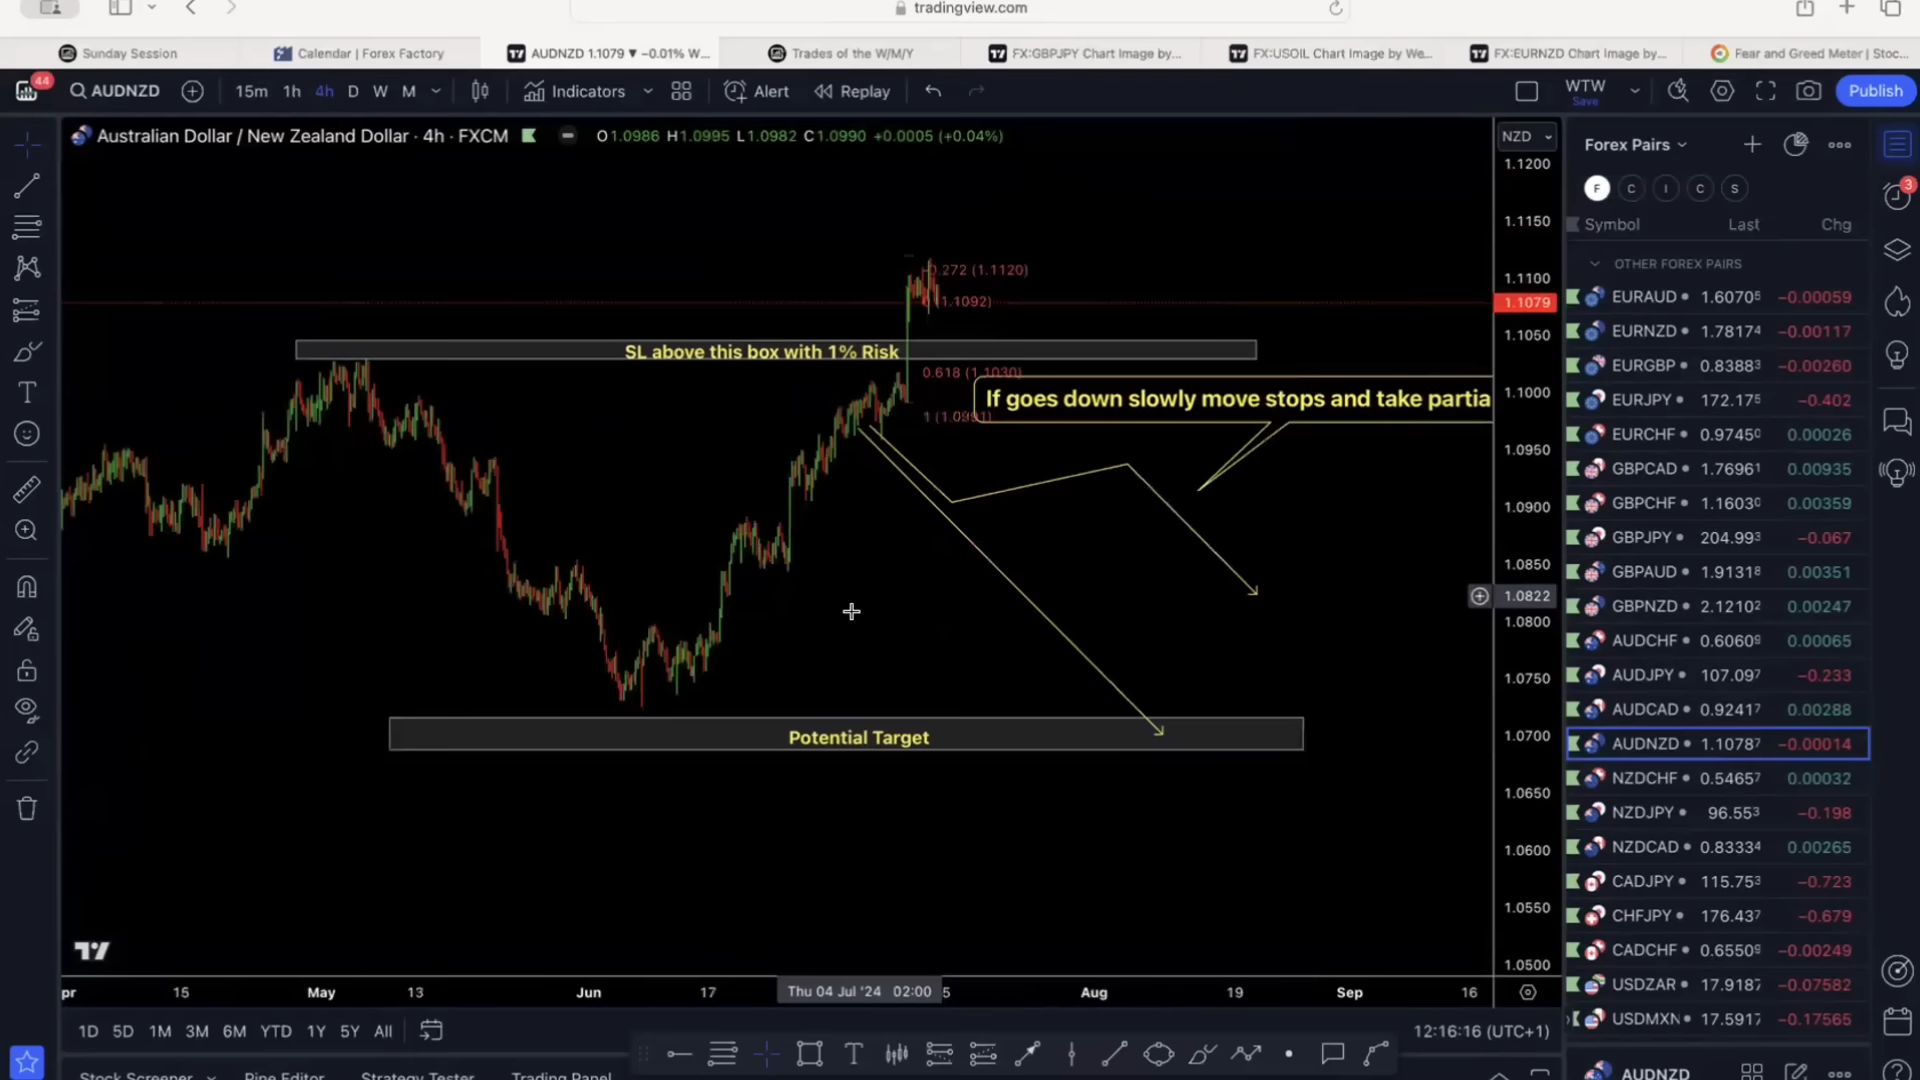 tradingview.com
Sunday Session
Calendar | Forex Factory
AUDNZD 1.1079 ▼ −0.01% W...
Trades of the W/M/Y
FX:GBPJPY Chart Image by...
FX:USOIL Chart Image by We...
FX:EURNZD Chart Image by...
Fear and Greed Meter | Stoc...
44
AUDNZD
15m 1h 4h D W M
Indicators
Alert
Replay
WTW
Save
Publish
Australian Dollar / New Zealand Dollar · 4h · FXCM
O1.0986 H1.0995 L1.0982 C1.0990 +0.0005 (+0.04%)
NZD
1.1200
1.1150
1.1100
1.1079
1.1050
1.1000
1.0950
1.0900
1.0850
1.0822
1.0800
1.0750
1.0700
1.0650
1.0600
1.0550
1.0500
0.272 (1.1120)
1.1092)
SL above this box with 1% Risk
0.618 (1.1030)
If goes down slowly move stops and take partia
1 (1.0991)
Potential Target
pr 15 May 13 Jun 17 Thu 04 Jul '24 02:00 5 Aug 19 Sep 16
1D 5D 1M 3M 6M YTD 1Y 5Y All
12:16:16 (UTC+1)
Stock Screener
Pine Editor
Strategy Tester
Trading Panel
Forex Pairs
F C I C S
3
Symbol Last Chg
OTHER FOREX PAIRS
EURAUD 1.60705 −0.00059
EURNZD 1.78174 −0.00117
EURGBP 0.83883 −0.00260
EURJPY 172.175 −0.402
EURCHF 0.97450 0.00026
GBPCAD 1.76961 0.00935
GBPCHF 1.16030 0.00359
GBPJPY 204.993 −0.067
GBPAUD 1.91318 0.00351
GBPNZD 2.12102 0.00247
AUDCHF 0.60609 0.00065
AUDJPY 107.097 −0.233
AUDCAD 0.92417 0.00288
AUDNZD 1.10787 −0.00014
NZDCHF 0.54657 0.00032
NZDJPY 96.553 −0.198
NZDCAD 0.83334 0.00265
CADJPY 115.753 −0.723
CHFJPY 176.437 −0.679
CADCHF 0.65509 −0.00249
USDZAR 17.9187 −0.07582
USDMXN 17.5917 −0.17565
AUDNZD